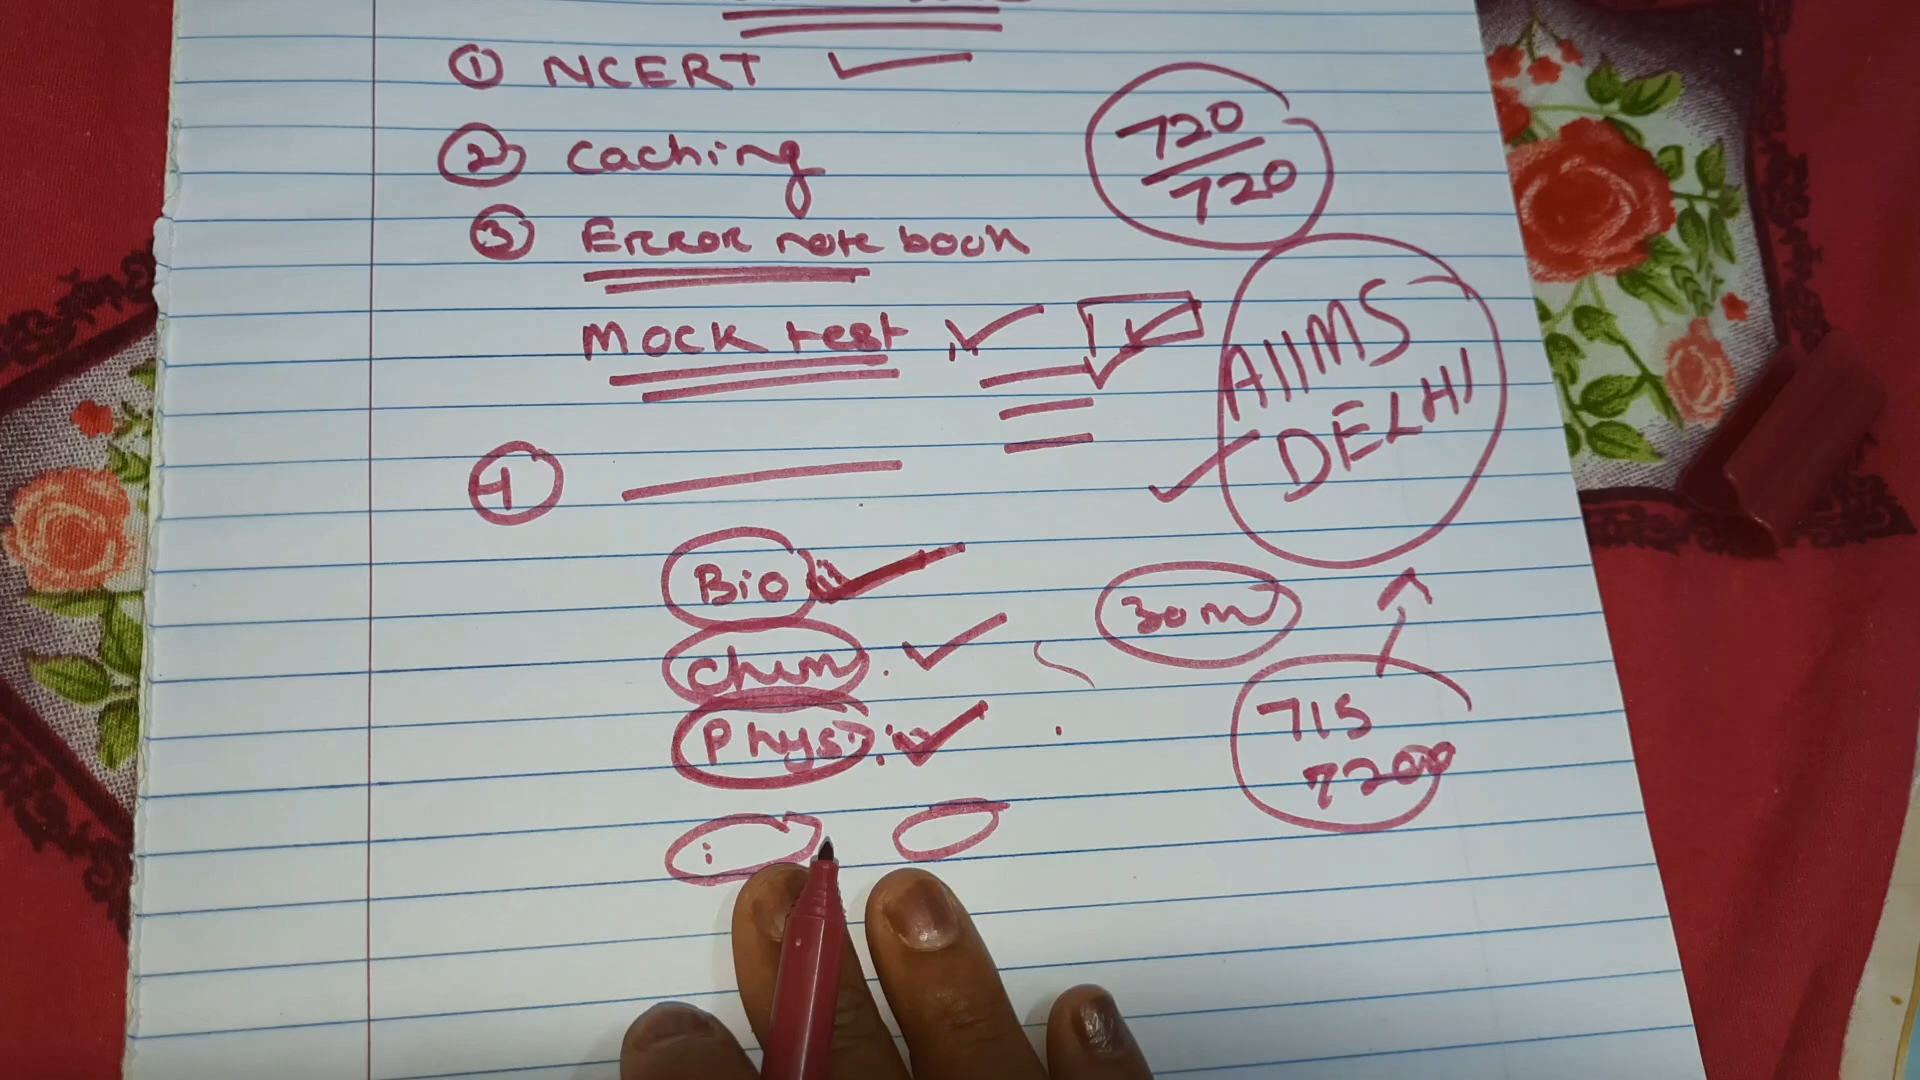 ① NCERT
② Caching
③ ERROR note book
Mock test
④
Bio
Chem
Physi
720
720
AIIMS
DELHI
30 m
715
720